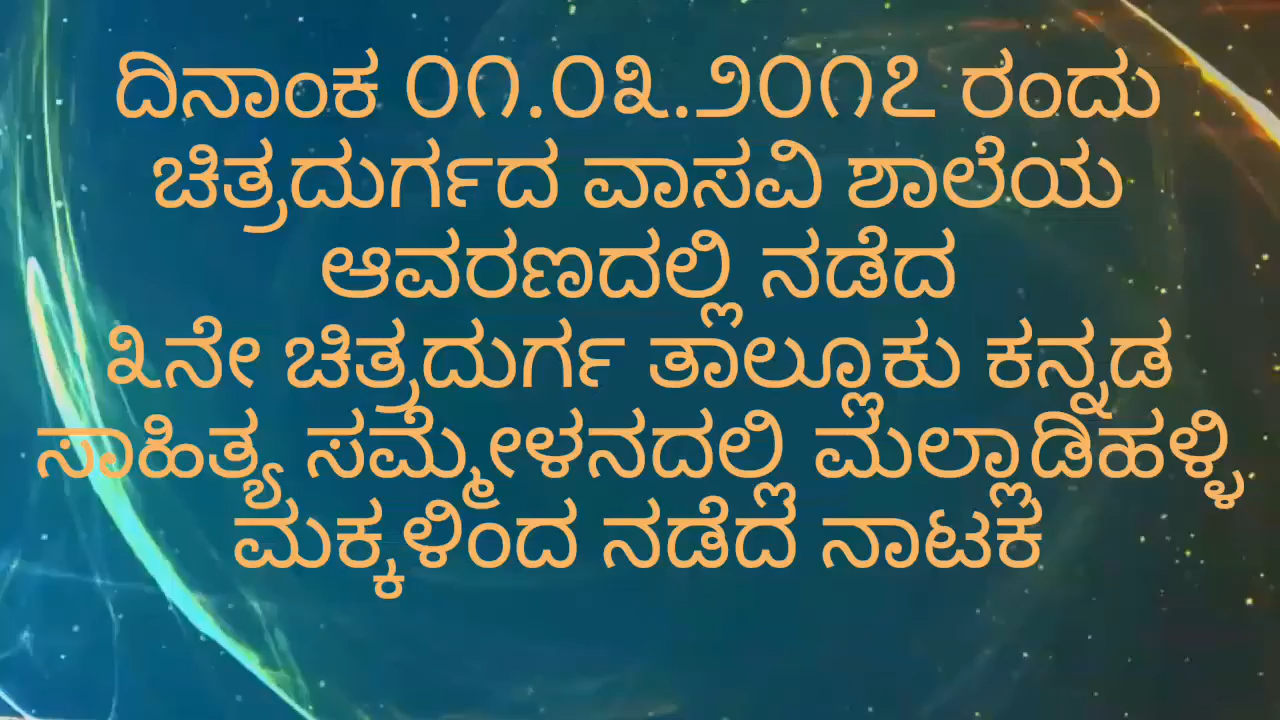 ದಿನಾಂಕ ೦೧.೦೩.೨೦೧೭ ರಂದು
ಚಿತ್ರದುರ್ಗದ ವಾಸವಿ ಶಾಲೆಯ
ಆವರಣದಲ್ಲಿ ನಡೆದ
೩ನೇ ಚಿತ್ರದುರ್ಗ ತಾಲ್ಲೂಕು ಕನ್ನಡ
ಸಾಹಿತ್ಯ ಸಮ್ಮೇಳನದಲ್ಲಿ ಮಲ್ಲಾಡಿಹಳ್ಳಿ
ಮಕ್ಕಳಿಂದ ನಡೆದ ನಾಟಕ